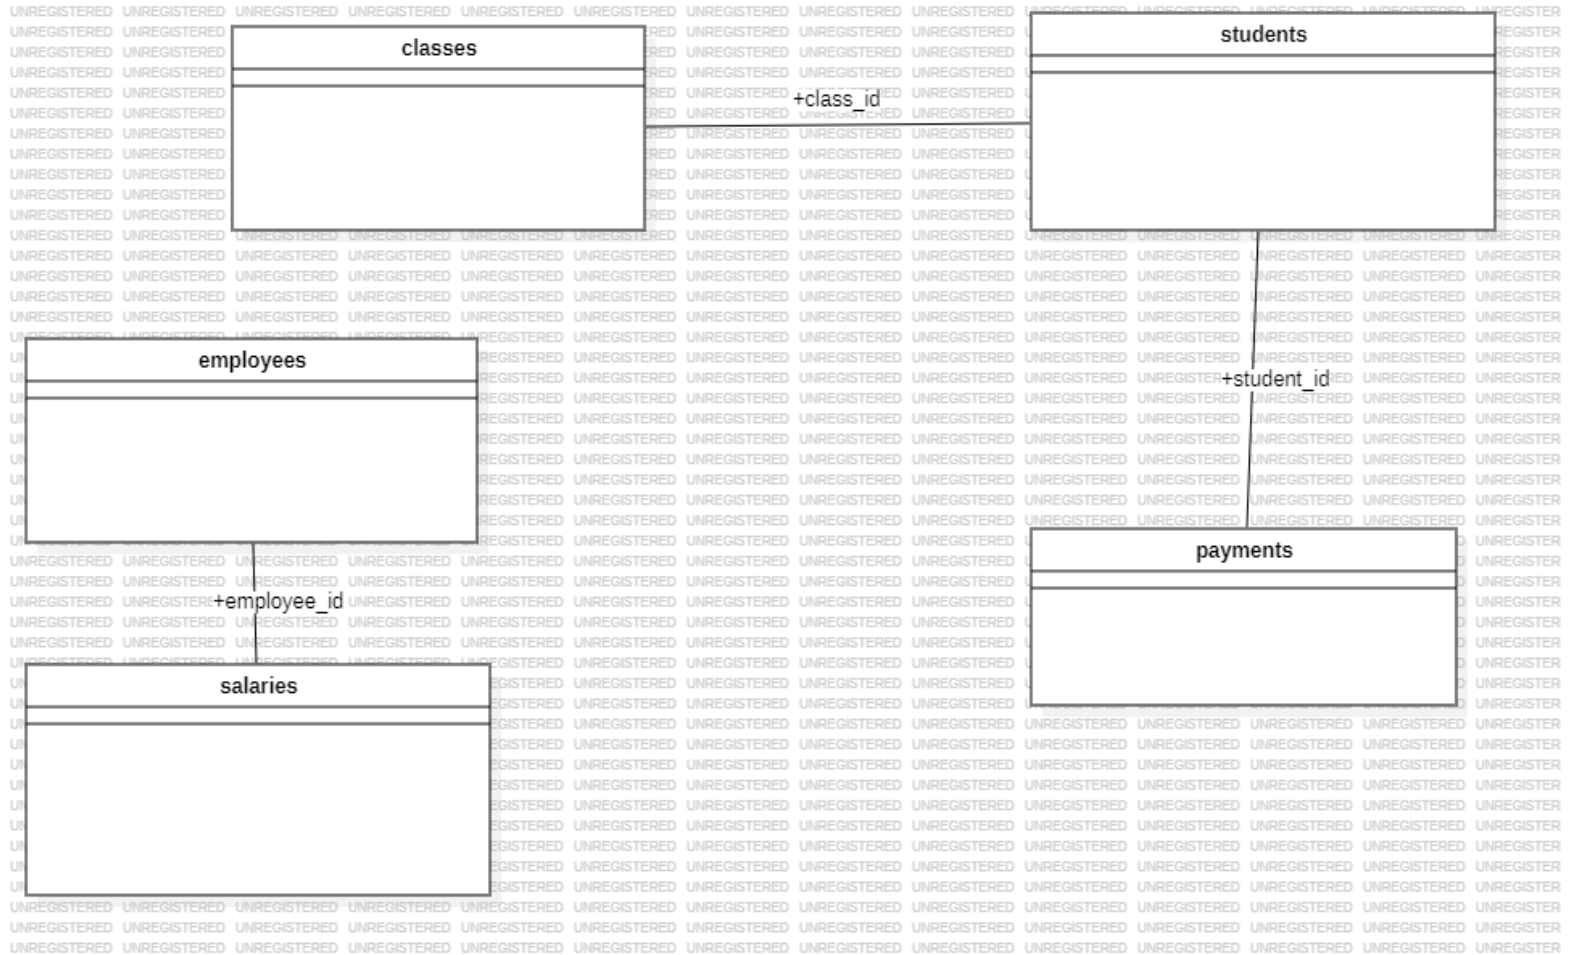 classes
students
+class_id
employees
+student_id
payments
+employee_id
salaries
UNREGISTERED